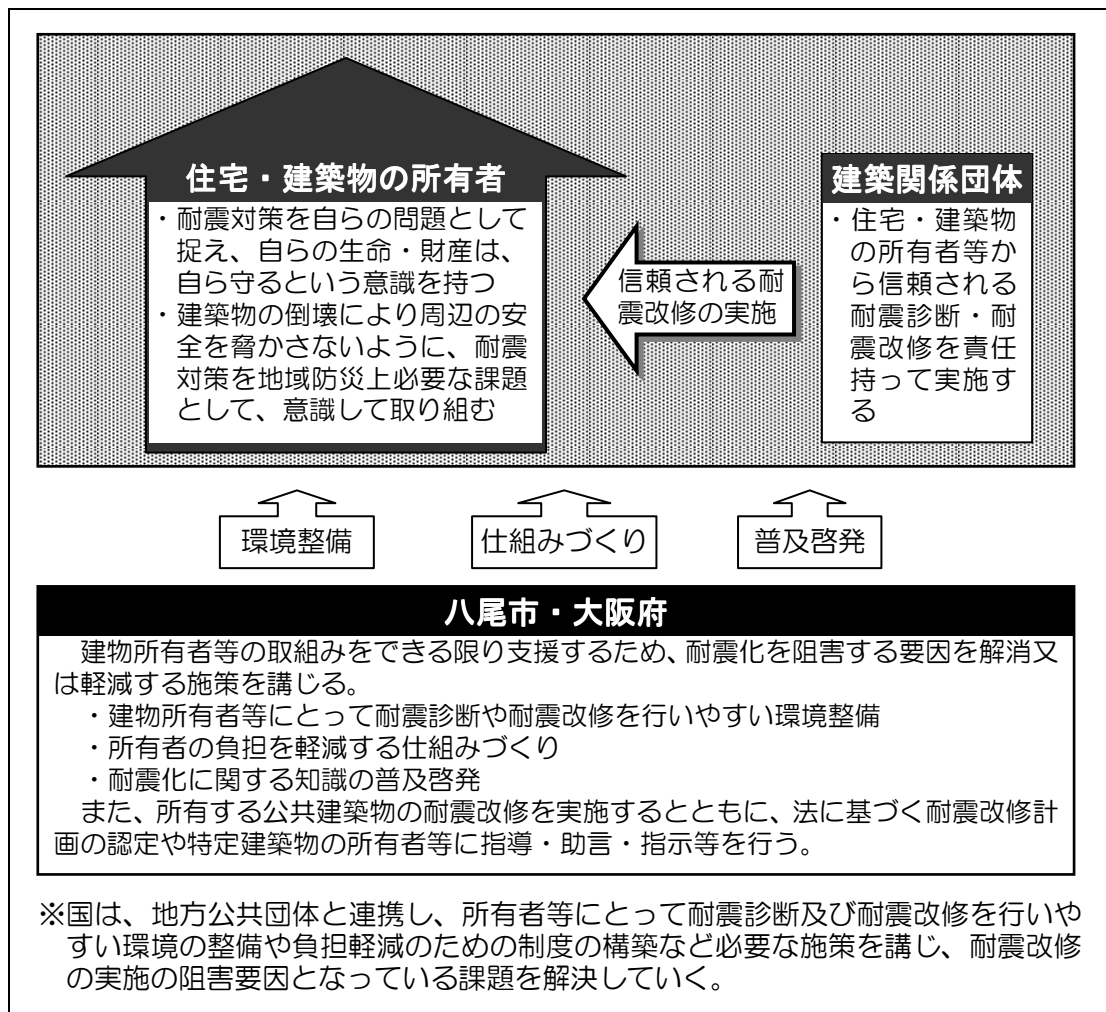 住宅・建築物の所有者
・耐震対策を自らの問題として
捉え、自らの生命・財産は、
自ら守るという意識を持つ
・建築物の倒壊により周辺の安
全を脅かさないように、耐震
対策を地域防災上必要な課題
として、意識して取り組む
信頼される耐
震改修の実施
建築関係団体
・住宅・建築物
の所有者等か
ら信頼される
耐震診断・耐
震改修を責任
持って実施す
る
環境整備
仕組みづくり
普及啓発
八尾市・大阪府
建物所有者等の取組みをできる限り支援するため、耐震化を阻害する要因を解消又
は軽減する施策を講じる。
・建物所有者等にとって耐震診断や耐震改修を行いやすい環境整備
・所有者の負担を軽減する仕組みづくり
・耐震化に関する知識の普及啓発
また、所有する公共建築物の耐震改修を実施するとともに、法に基づく耐震改修計
画の認定や特定建築物の所有者等に指導・助言・指示等を行う。
※国は、地方公共団体と連携し、所有者等にとって耐震診断及び耐震改修を行いや
すい環境の整備や負担軽減のための制度の構築など必要な施策を講じ、耐震改修
の実施の阻害要因となっている課題を解決していく。